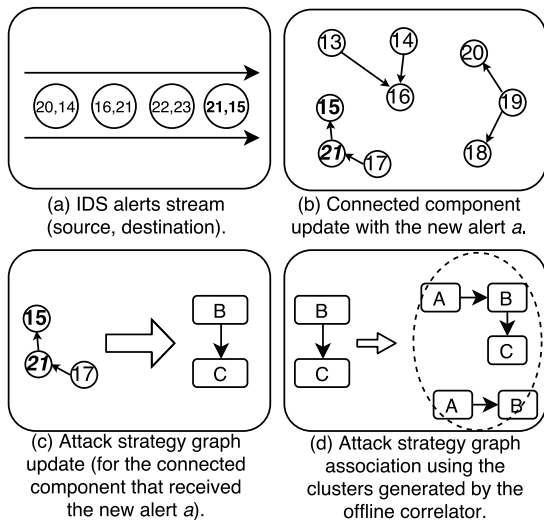 20,14 16,21 22,23 21,15
(a) IDS alerts stream
(source, destination).
13 14 20
16
15 19
21 17 18
(b) Connected component
update with the new alert a.
15
21 17
B
C
(c) Attack strategy graph
update (for the connected
component that received
the new alert a).
B
C
A B
C
A B
(d) Attack strategy graph
association using the
clusters generated by the
offline correlator.